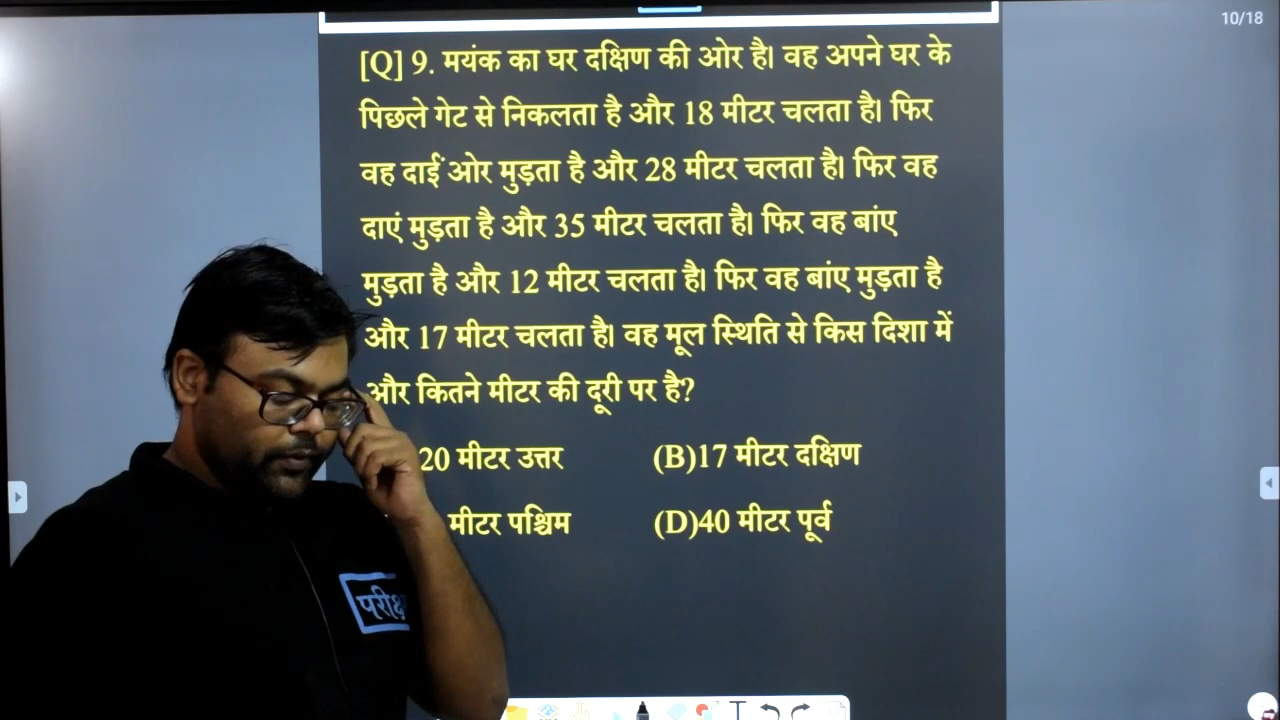 10/18
[Q] 9. मयंक का घर दक्षिण की ओर है। वह अपने घर के
पिछले गेट से निकलता है और 18 मीटर चलता है। फिर
वह दाईं ओर मुड़ता है और 28 मीटर चलता है। फिर वह
दाएं मुड़ता है और 35 मीटर चलता है। फिर वह बांए
मुड़ता है और 12 मीटर चलता है। फिर वह बांए मुड़ता है
और 17 मीटर चलता है। वह मूल स्थिति से किस दिशा में
और कितने मीटर की दूरी पर है?
20 मीटर उत्तर (B)17 मीटर दक्षिण
मीटर पश्चिम (D)40 मीटर पूर्व